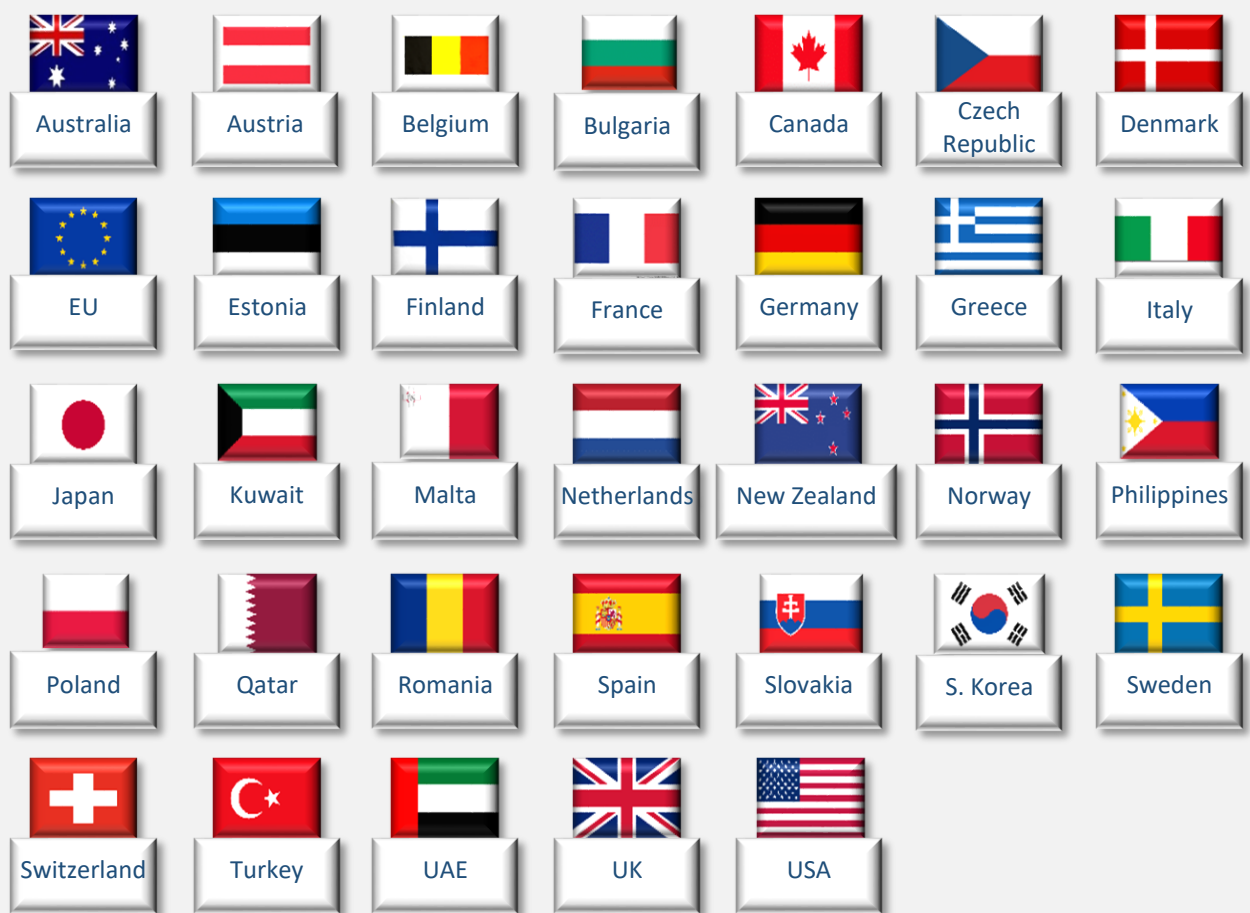 Australia
Austria
Belgium
Bulgaria
Canada
Czech
Republic
Denmark
EU
Estonia
Finland
France
Germany
Greece
Italy
Japan
Kuwait
Malta
Netherlands
New Zealand
Norway
Philippines
Poland
Qatar
Romania
Spain
Slovakia
S. Korea
Sweden
Switzerland
Turkey
UAE
UK
USA